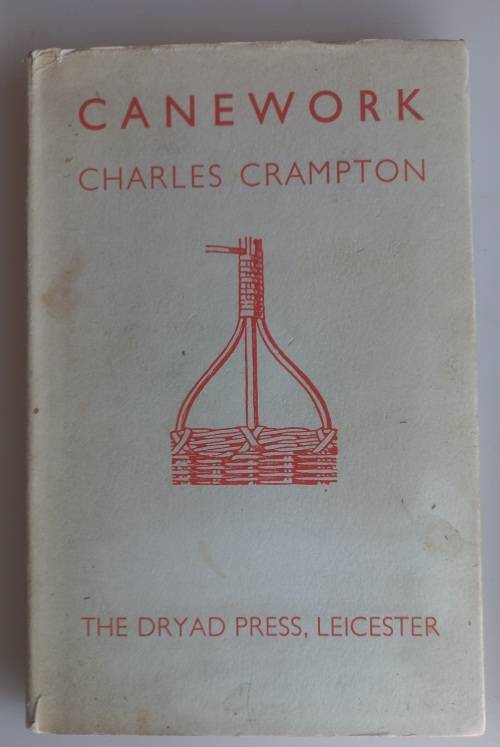 CANEWORK
CHARLES CRAMPTON
THE DRYAD PRESS, LEICESTER